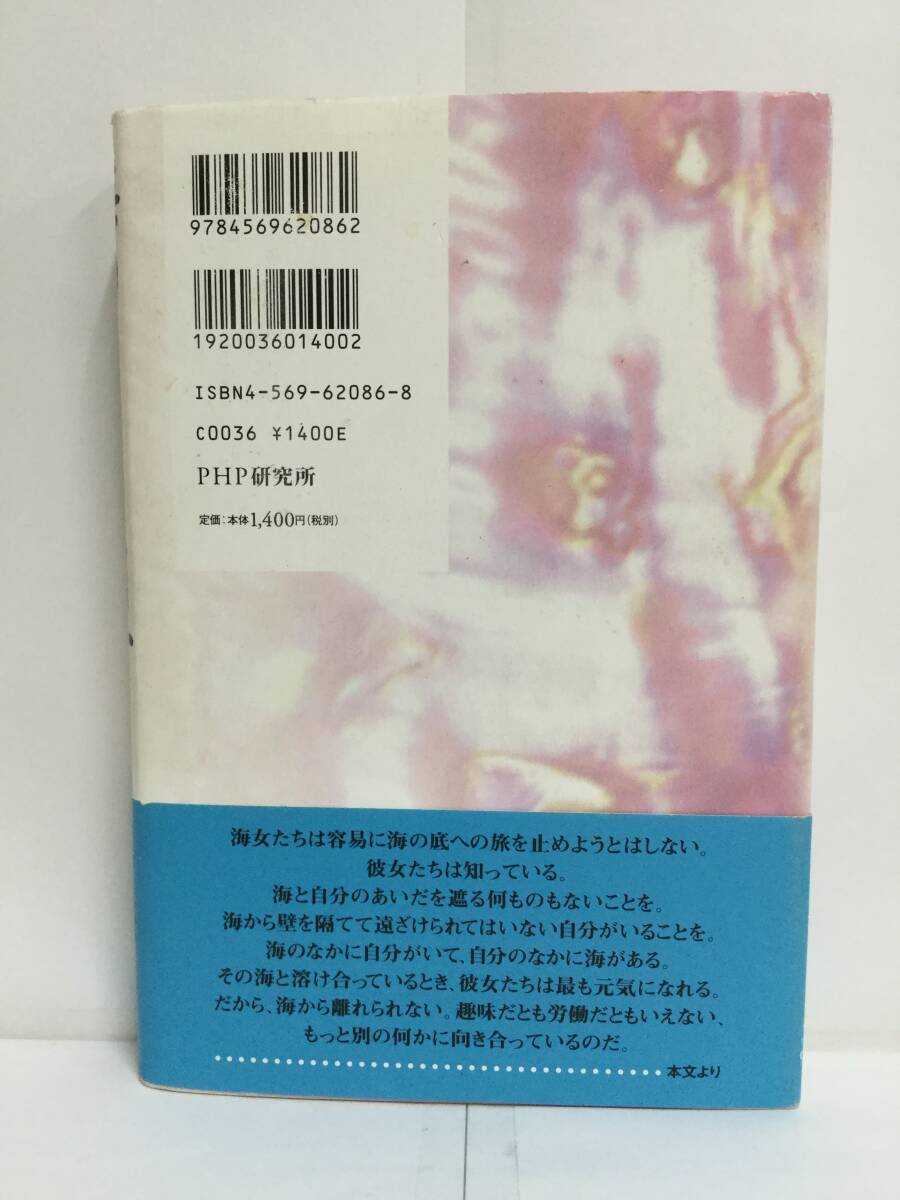 9784569620862
1920036014002
ISBN4-569-62086-8
C0036 ¥1400E
PHP研究所
定価：本体1,400円（税別）
海女たちは容易に海の底への旅を止めようとはしない。
彼女たちは知っている。
海と自分のあいだを遮る何ものもないことを。
海から壁を隔てて遠ざけられてはいない自分がいることを。
海のなかに自分がいて、自分のなかに海がある。
その海と溶け合っているとき、彼女たちは最も元気になれる。
だから、海から離れられない。趣味だとも労働だともいえない、
もっと別の何かに向き合っているのだ。
本文より